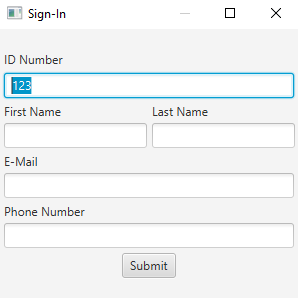 Sign-In
ID Number
123
First Name Last Name
E-Mail
Phone Number
Submit